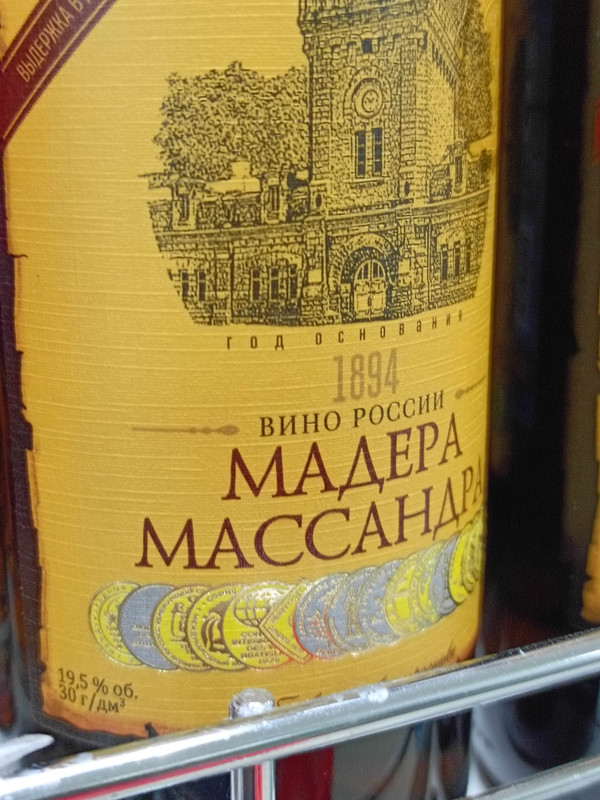 ВЫДЕРЖКА В
ГОД ОСНОВАНИЯ
1894
ВИНО РОССИИ
МАДЕРА
МАССАНДРА
19,5 % об.
30 г/дм³